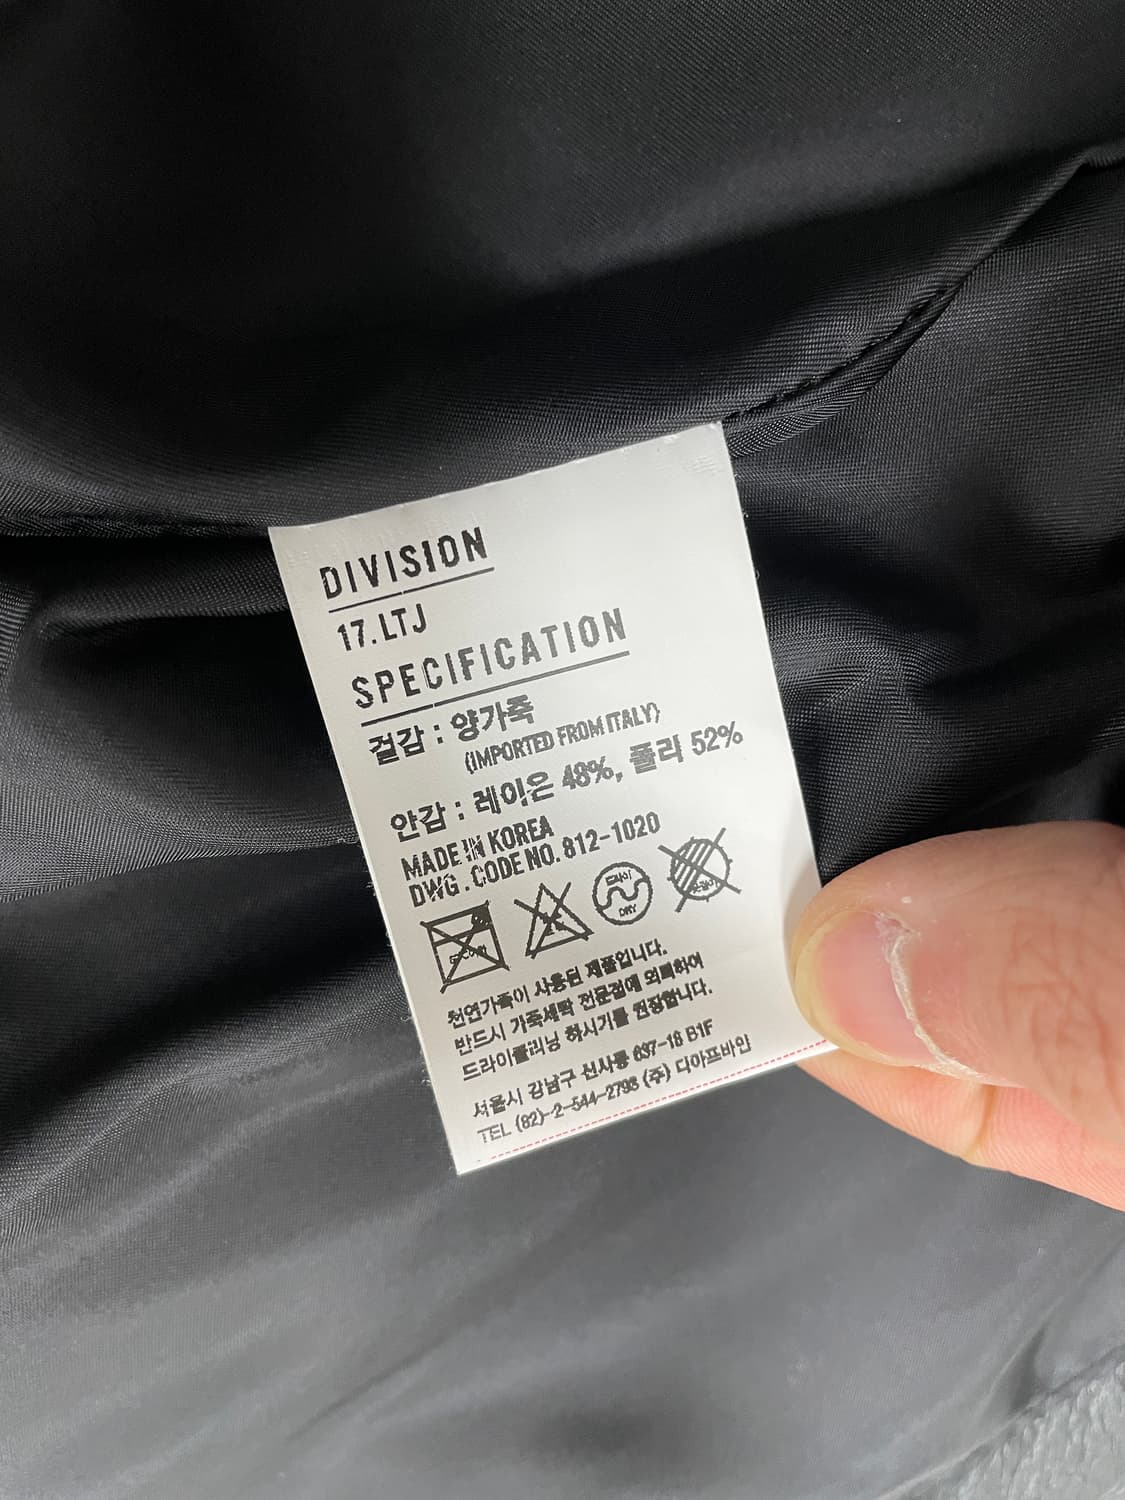 DIVISION
17.LTJ
SPECIFICATION
겉감 : 양가죽
(IMPORTED FROM ITALY)
안감 : 레이온 48%, 폴리 52%
MADE IN KOREA
DWG . CODE NO. 812-1020
드라이
DRY
천연가죽이 사용된 제품입니다.
반드시 가죽세탁 전문점에 의뢰하여
드라이클리닝 하시기를 권장합니다.
서울시 강남구 신사동 637-16 B1F
TEL (82)-2-544-2798 (주) 디아프바인